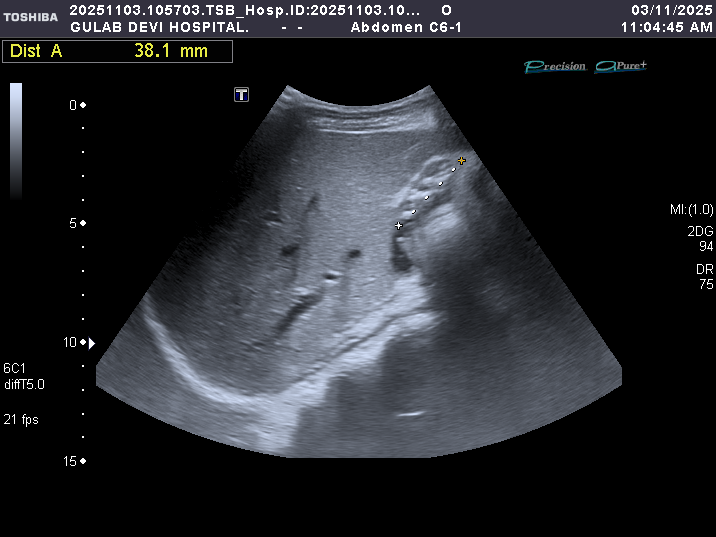 TOSHIBA
20251103.105703.TSB_Hosp.ID:20251103.10... O 03/11/2025
GULAB DEVI HOSPITAL. - - Abdomen C6-1 11:04:45 AM
Dist A 38.1 mm
Precision APure+
T
0
5
10
15
MI:(1.0)
2DG
94
DR
75
6C1
diffT5.0
21 fps